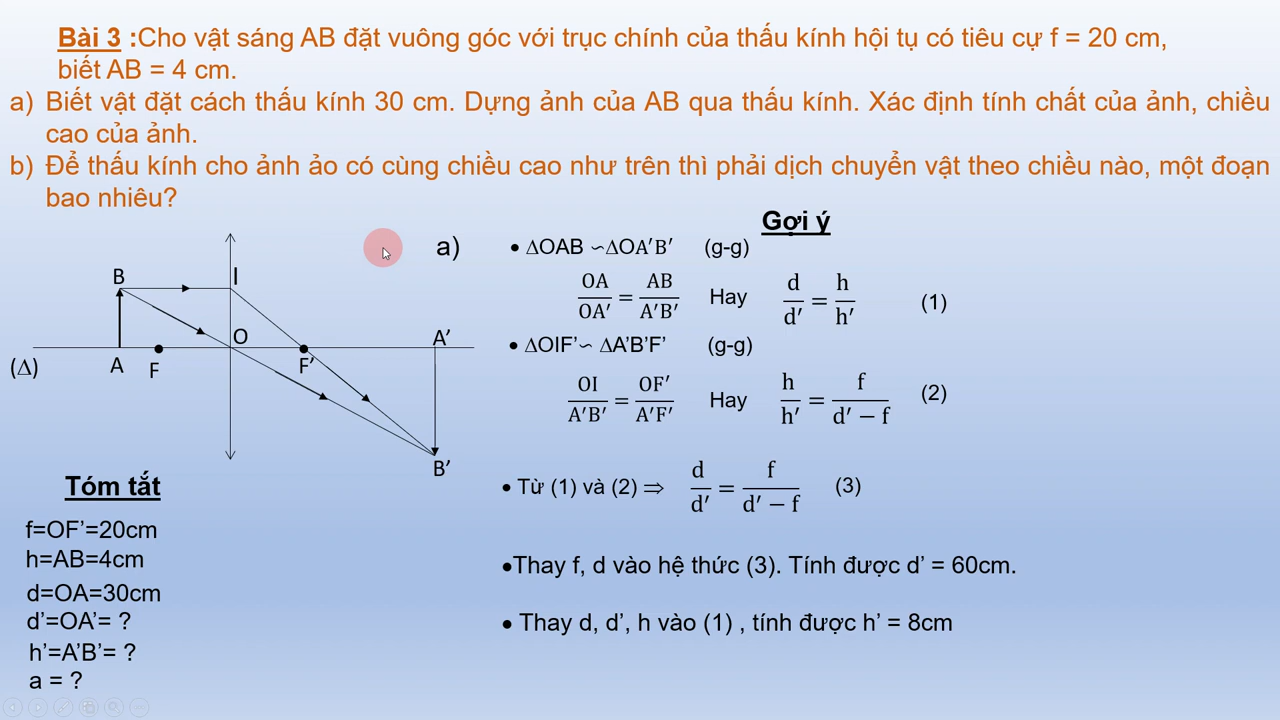 Bài 3 :Cho vật sáng AB đặt vuông góc với trục chính của thấu kính hội tụ có tiêu cự f = 20 cm,
biết AB = 4 cm.
a) Biết vật đặt cách thấu kính 30 cm. Dựng ảnh của AB qua thấu kính. Xác định tính chất của ảnh, chiều
cao của ảnh.
b) Để thấu kính cho ảnh ảo có cùng chiều cao như trên thì phải dịch chuyển vật theo chiều nào, một đoạn
bao nhiêu?
Gợi ý
a)
• ∆OAB ∽∆OA′B′ (g-g)
OA/OA′ = AB/A′B′ Hay d/d′ = h/h′ (1)
• ∆OIF’∽ ∆A’B’F’ (g-g)
OI/A′B′ = OF′/A′F′ Hay h/h′ = f/(d′ − f) (2)
• Từ (1) và (2) ⇒ d/d′ = f/(d′ − f) (3)
•Thay f, d vào hệ thức (3). Tính được d’ = 60cm.
• Thay d, d’, h vào (1) , tính được h’ = 8cm
B
I
O
A’
(Δ)
A
F
F’
B’
Tóm tắt
f=OF’=20cm
h=AB=4cm
d=OA=30cm
d’=OA’= ?
h’=A’B’= ?
a = ?